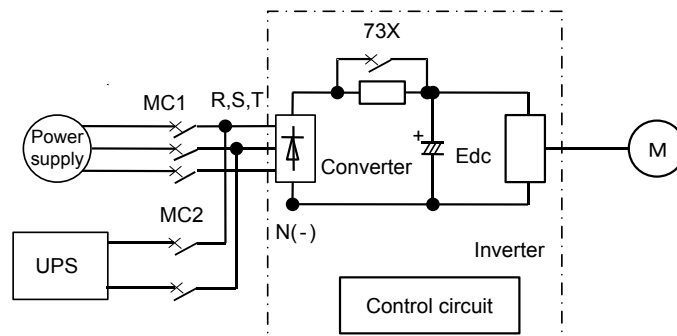 73X
MC1
R,S,T
Power
supply
+
Converter
Edc
M
MC2
N(-)
Inverter
UPS
Control circuit